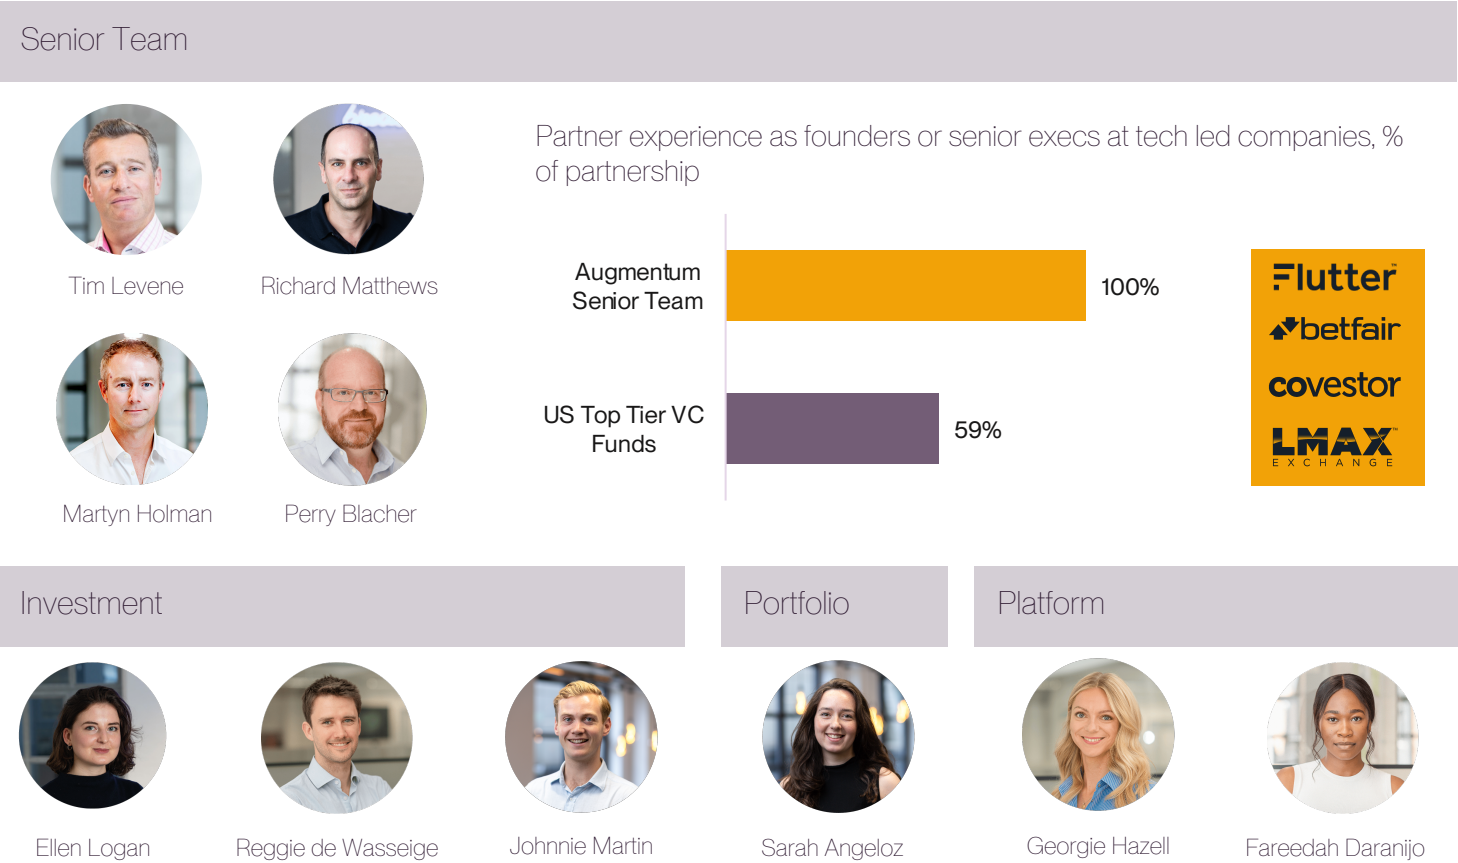 Senior Team
Tim Levene
Richard Matthews
Martyn Holman
Perry Blacher
Partner experience as founders or senior execs at tech led companies, %
of partnership
Augmentum
Senior Team
100%
US Top Tier VC
Funds
59%
Flutter™
betfair
covestor
LMAX™
EXCHANGE
Investment
Ellen Logan
Reggie de Wasseige
Johnnie Martin
Portfolio
Sarah Angeloz
Platform
Georgie Hazell
Fareedah Daranijo